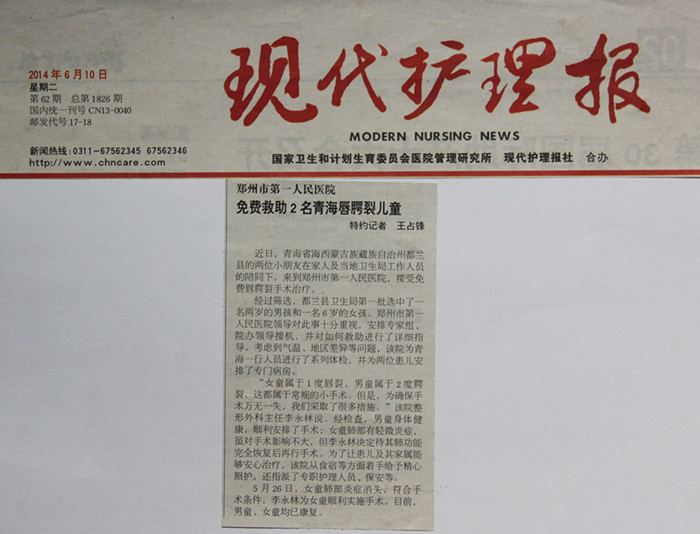 2014年6月10日
星期二
第62期 总第1826期
国内统一刊号 CN13-0040
邮发代号17-18
新闻热线:0311-67562345 67562346
http://www.chncare.com
现代护理报
MODERN NURSING NEWS
国家卫生和计划生育委员会医院管理研究所 现代护理报社 合办
郑州市第一人民医院
免费救助2名青海唇腭裂儿童
特约记者 王占锋
近日，青海省海西蒙古族藏族自治州都兰
县的两位小朋友在家人及当地卫生局工作人员
的陪同下，来到郑州市第一人民医院，接受免
费唇腭裂手术治疗。
经过筛选，都兰县卫生局第一批选中了一
名两岁的男孩和一名6岁的女孩。郑州市第一
人民医院领导对此事十分重视，安排专家组、
院办领导接机，并对如何救助进行了详细指
导。考虑到气温、地区差异等问题，该院为青
海一行人员进行了系列体检，并为两位患儿安
排了专门病房。
“女童属于1度唇裂，男童属于2度腭
裂，这都属于常规的小手术。但是，为确保手
术万无一失，我们采取了很多措施。”该院整
形外科主任李永林说。经检查，男童身体健
康，顺利安排了手术；女童肺部有轻微炎症，
虽对手术影响不大，但李永林决定待其肺功能
完全恢复后再行手术。为了让患儿及其家属能
够安心治疗，该院从食宿等方面着手给予精心
照护，还指派了专职护理人员、保安等。
5月26日，女童肺部炎症消失，符合手
术条件，李永林为女童顺利实施手术。目前，
男童、女童均已康复。